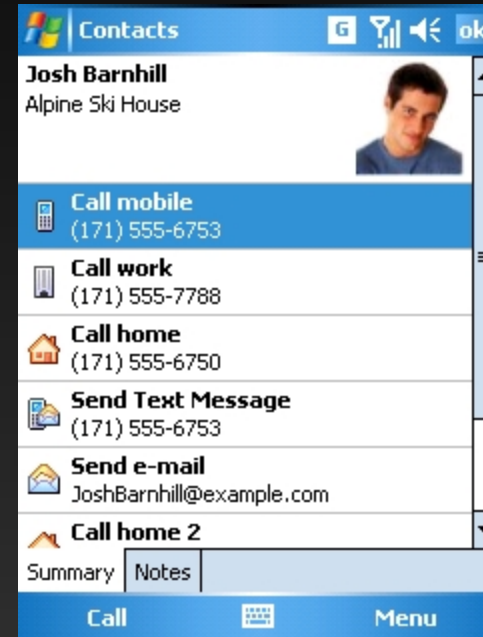 Contacts
G
ok
Josh Barnhill
Alpine Ski House
Call mobile
(171) 555-6753
Call work
(171) 555-7788
Call home
(171) 555-6750
Send Text Message
(171) 555-6753
Send e-mail
JoshBarnhill@example.com
Call home 2
Summary Notes
Call Menu